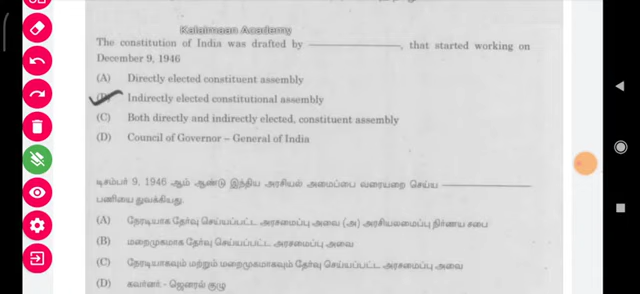 Kalaimaan Academy
The constitution of India was drafted by ——————, that started working on
December 9, 1946
(A) Directly elected constituent assembly
(B) Indirectly elected constitutional assembly
(C) Both directly and indirectly elected, constituent assembly
(D) Council of Governor – General of India
டிசம்பர் 9, 1946 ஆம் ஆண்டு இந்திய அரசியல் அமைப்பை வரையறை செய்ய ——————
பணியை துவக்கியது.
(A) நேரடியாக தேர்வு செய்யப்பட்ட அரசமைப்பு அவை (அ) அரசியலமைப்பு நிர்ணய சபை
(B) மறைமுகமாக தேர்வு செய்யப்பட்ட அரசமைப்பு அவை
(C) நேரடியாகவும் மற்றும் மறைமுகமாகவும் தேர்வு செய்யப்பட்ட அரசமைப்பு அவை
(D) கவர்னர் - ஜெனரல் குழு